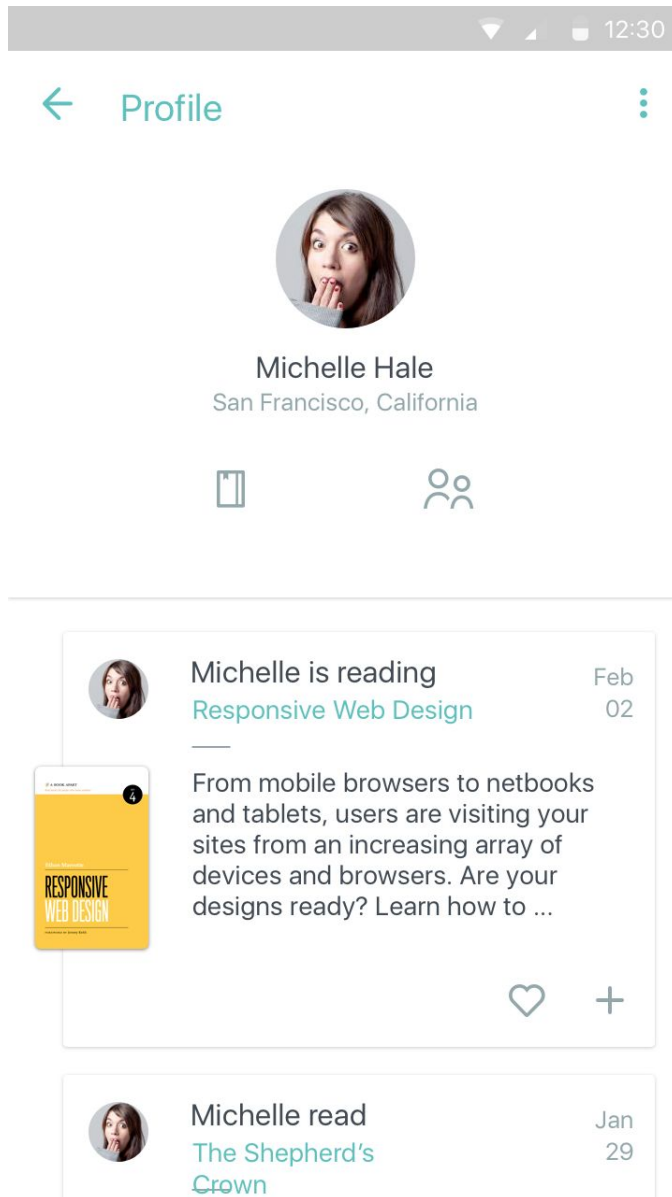 12:30
Profile
Michelle Hale
San Francisco, California
Michelle is reading
Feb
Responsive Web Design
02
From mobile browsers to netbooks
and tablets, users are visiting your
sites from an increasing array of
devices and browsers. Are your
designs ready? Learn how to ...
4
RESPONSIVE
WEB DESIGN
Michelle read
Jan
The Shepherd’s
29
Crown